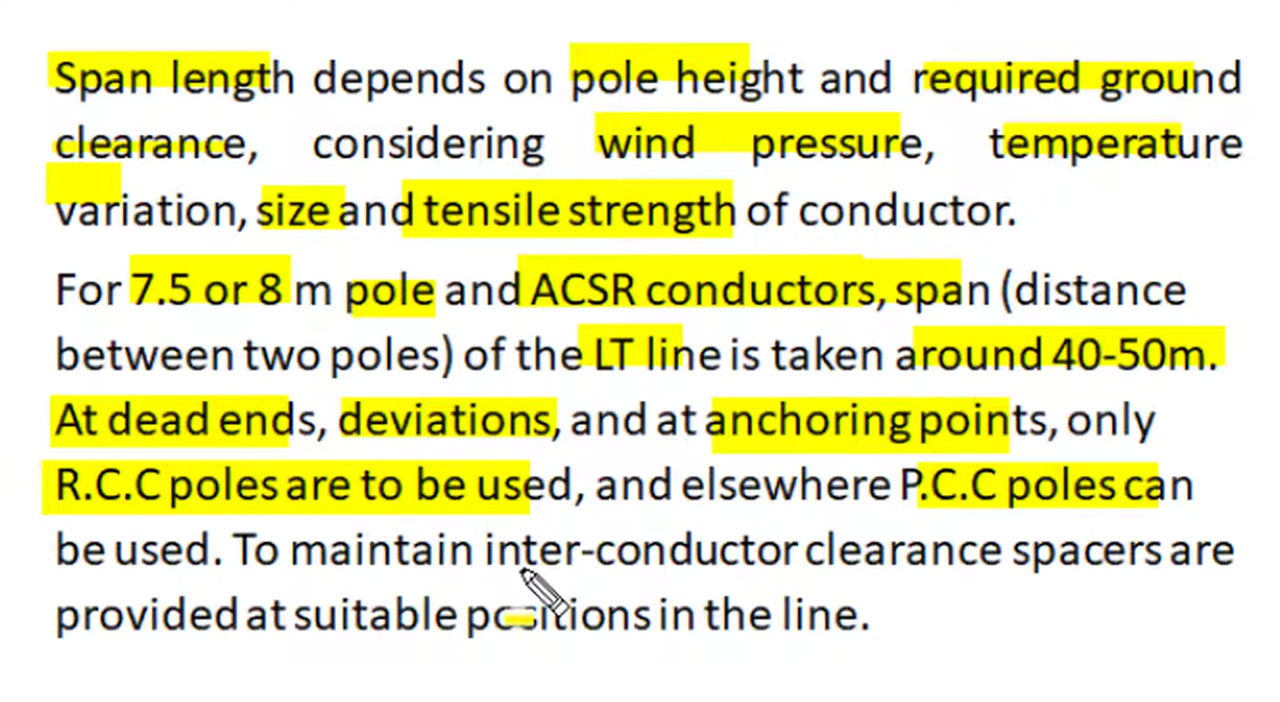 Span length depends on pole height and required ground
clearance, considering wind pressure, temperature
variation, size and tensile strength of conductor.
For 7.5 or 8 m pole and ACSR conductors, span (distance
between two poles) of the LT line is taken around 40-50m.
At dead ends, deviations, and at anchoring points, only
R.C.C poles are to be used, and elsewhere P.C.C poles can
be used. To maintain inter-conductor clearance spacers are
provided at suitable positions in the line.